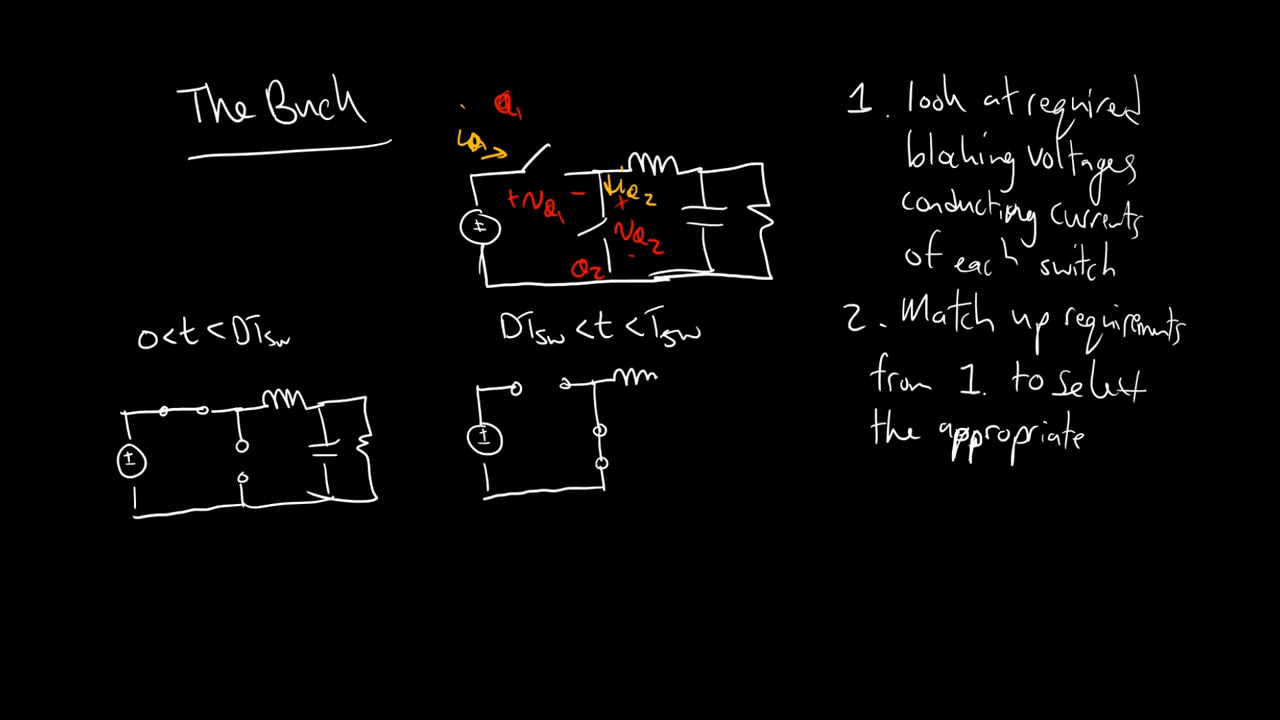 The Buck
Q1
iQ1
+ VQ1 -
iQ2
+
VQ2
-
Q2
±
0<t<DTsw
±
DTsw<t<Tsw
±
1. look at required
blocking voltages
conducting currents
of each switch
2. Match up requirements
from 1. to select
the appropriate